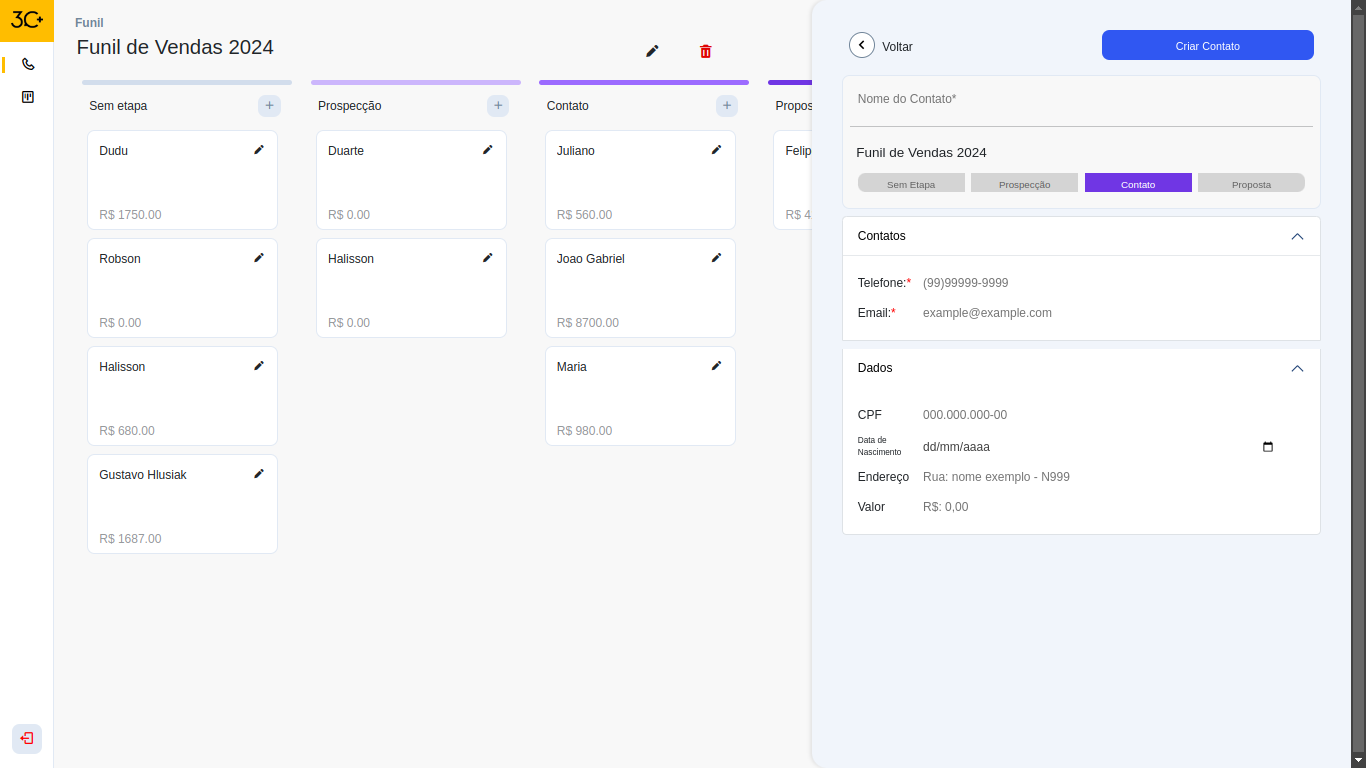 3C+
Funil
Funil de Vendas 2024
Sem etapa +
Dudu
R$ 1750.00
Robson
R$ 0.00
Halisson
R$ 680.00
Gustavo Hlusiak
R$ 1687.00
Prospecção +
Duarte
R$ 0.00
Halisson
R$ 0.00
Contato +
Juliano
R$ 560.00
Joao Gabriel
R$ 8700.00
Maria
R$ 980.00
Propos
Felip
R$ 4
Voltar
Criar Contato
Nome do Contato*
Funil de Vendas 2024
Sem Etapa Prospecção Contato Proposta
Contatos
Telefone:* (99)99999-9999
Email:* example@example.com
Dados
CPF 000.000.000-00
Data de
Nascimento dd/mm/aaaa
Endereço Rua: nome exemplo - N999
Valor R$: 0,00